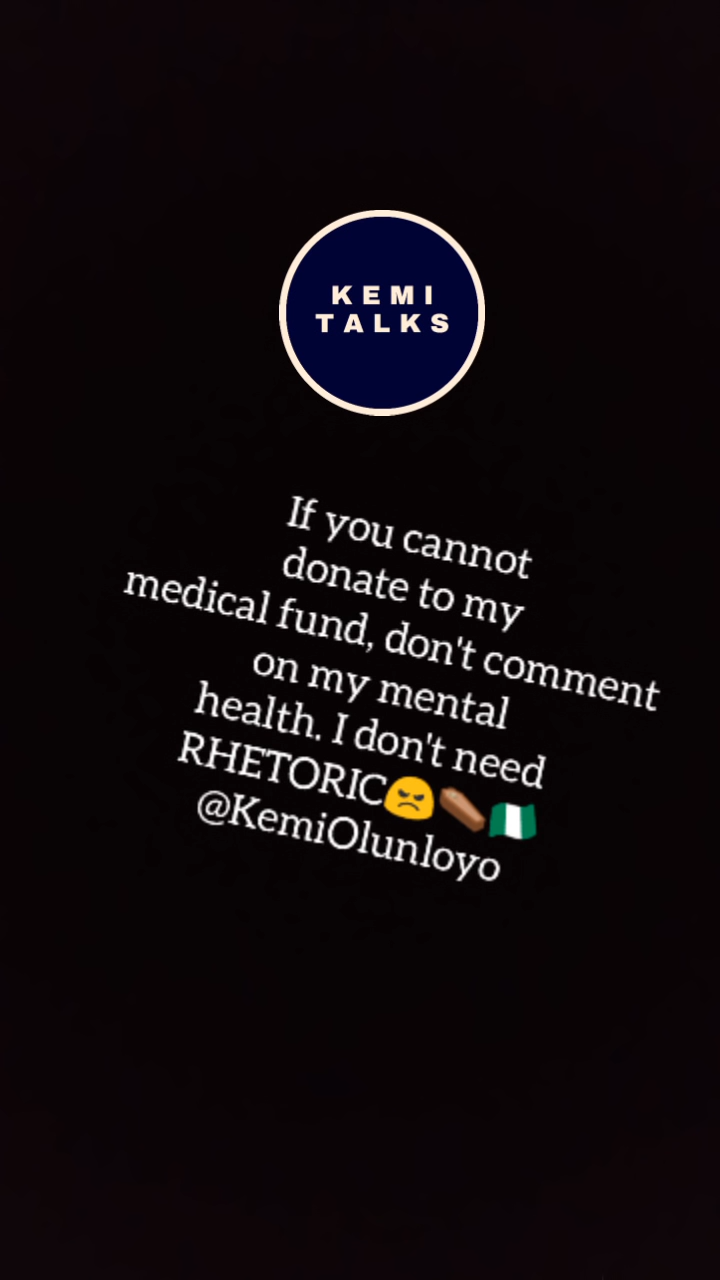 KEMI
TALKS
If you cannot
donate to my
medical fund, don't comment
on my mental
health. I don't need
RHETORIC😠⚰️🇳🇬
@KemiOlunloyo